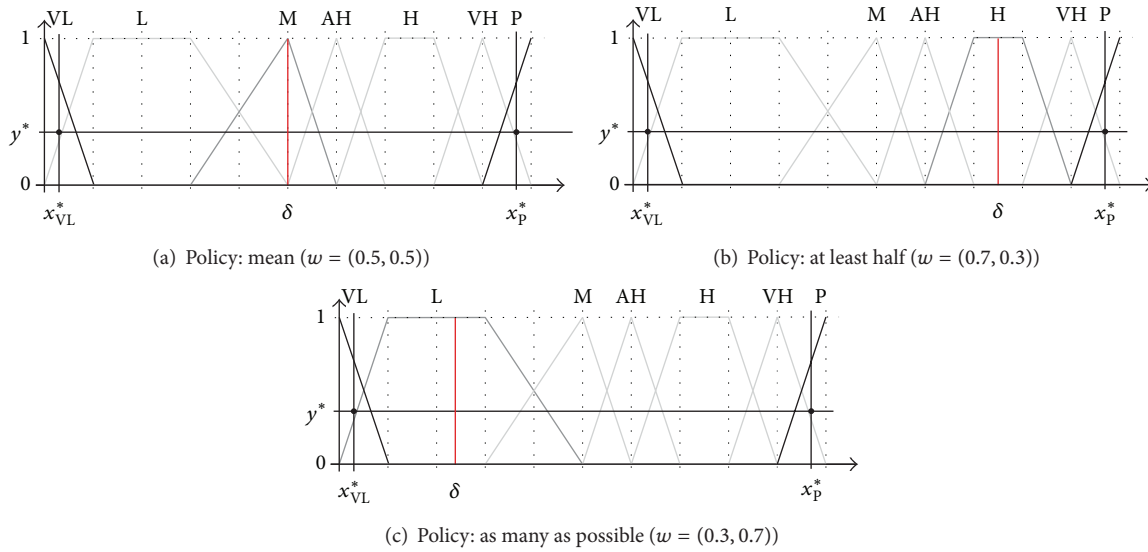 VL L M AH H VH P
1
y*
0
x*VL δ x*P
(a) Policy: mean (w = (0.5, 0.5))
VL L M AH H VH P
1
y*
0
x*VL δ x*P
(b) Policy: at least half (w = (0.7, 0.3))
VL L M AH H VH P
1
y*
0
x*VL δ x*P
(c) Policy: as many as possible (w = (0.3, 0.7))